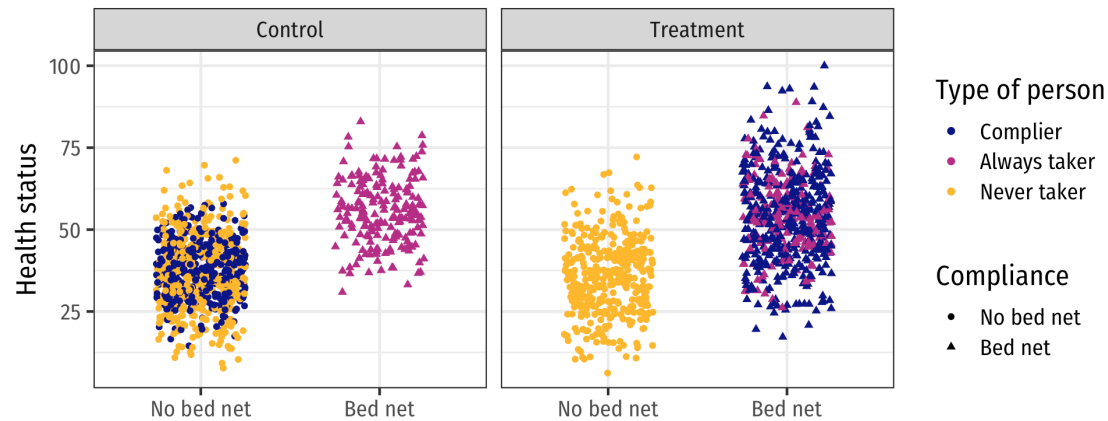 Control
Treatment
Health status
100
75
50
25
No bed net
Bed net
No bed net
Bed net
Type of person
Complier
Always taker
Never taker
Compliance
No bed net
Bed net